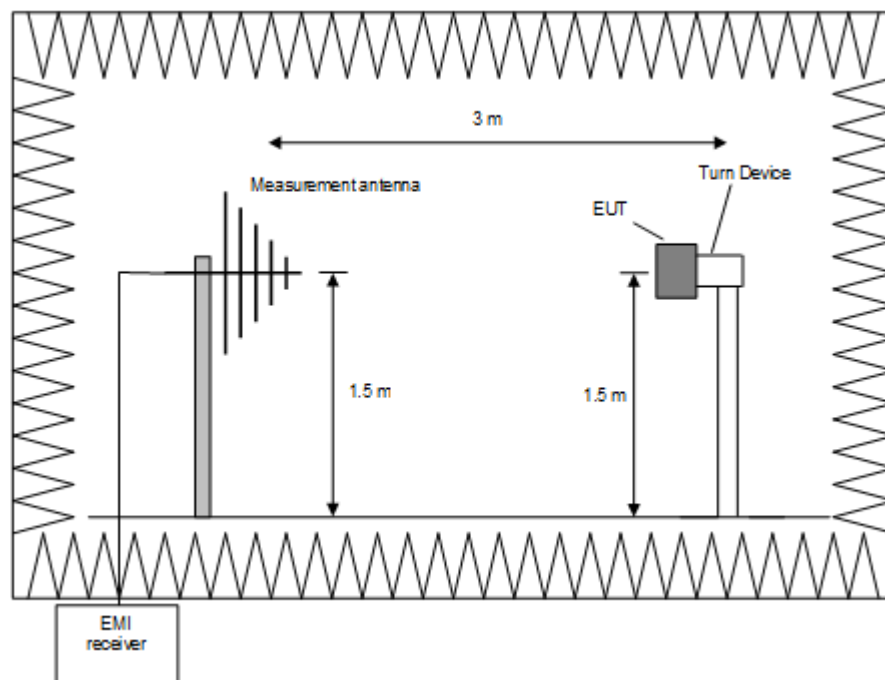 3 m
Measurement antenna
Turn Device
EUT
1.5 m
1.5 m
EMI
receiver